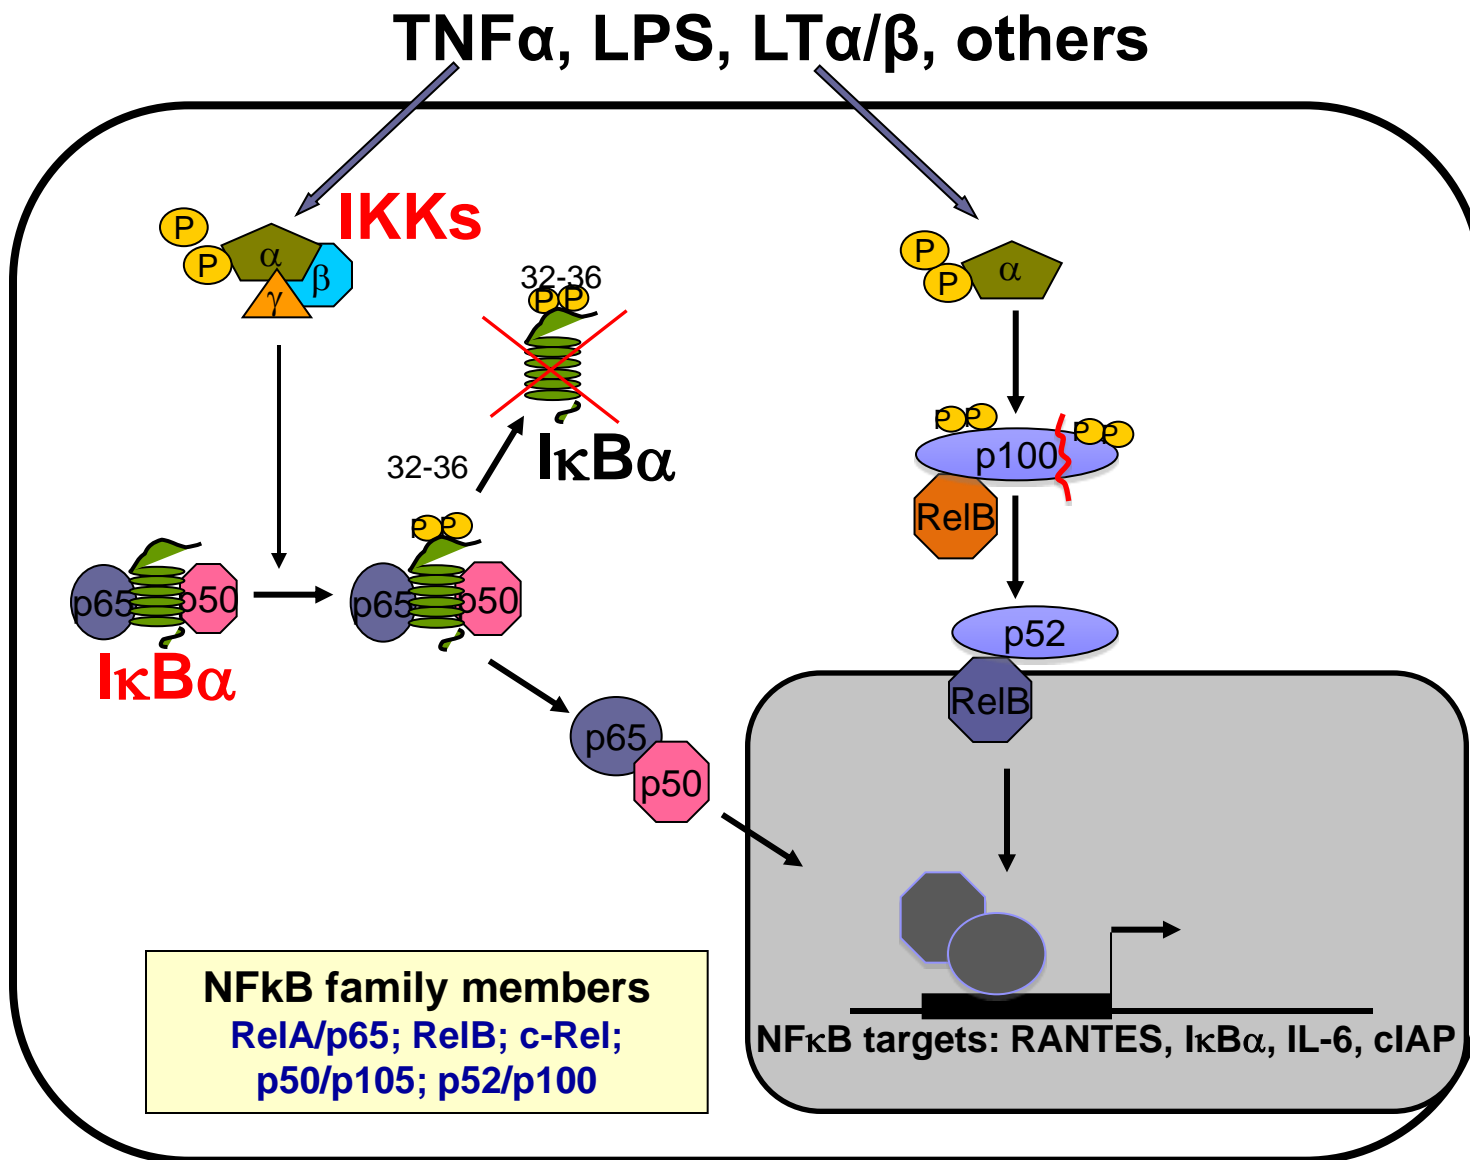 TNFα, LPS, LTα/β, others
IKKs
P
P
α
β
γ
32-36
P P
IκBα
32-36
P P
p65 p50
IκBα
p65 p50
p65
p50
P
P
α
P P
P P
p100
RelB
p52
RelB
NFκB targets: RANTES, IκBα, IL-6, cIAP
NFkB family members
RelA/p65; RelB; c-Rel;
p50/p105; p52/p100